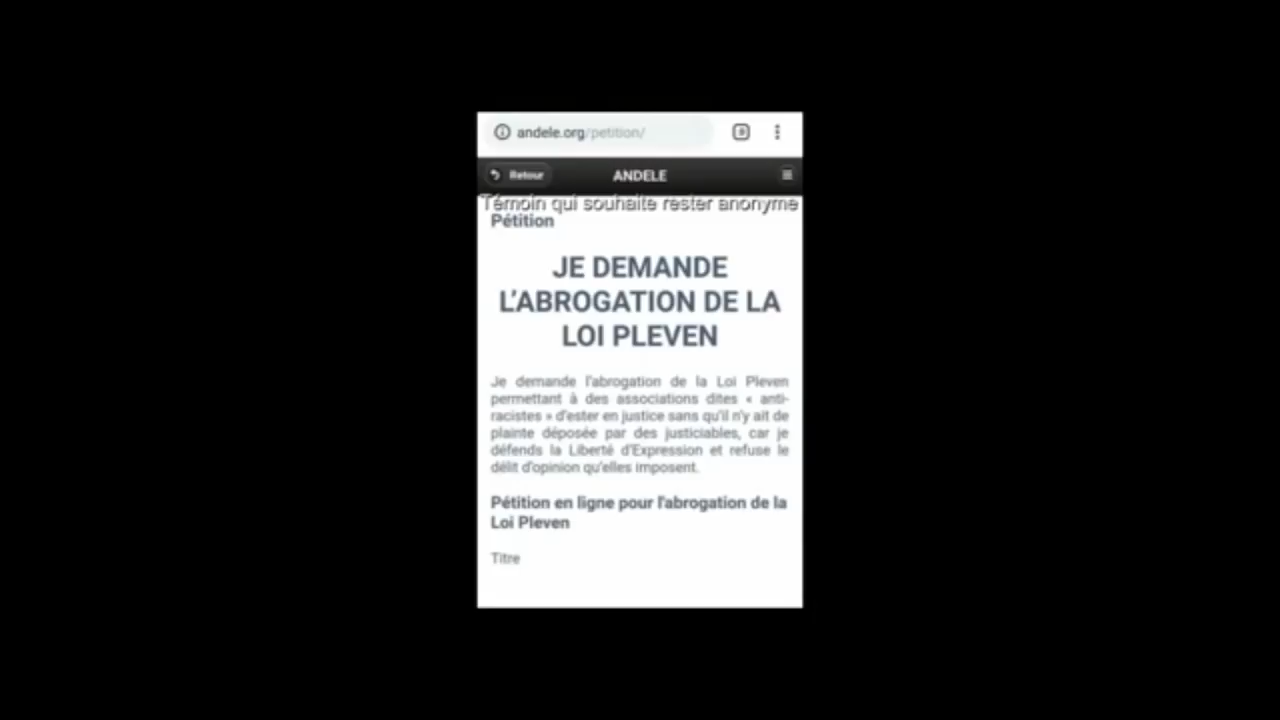 andele.org/petition/
Retour
ANDELE
Témoin qui souhaite rester anonyme
Pétition
JE DEMANDE
L'ABROGATION DE LA
LOI PLEVEN
Je demande l'abrogation de la Loi Pleven
permettant à des associations dites « anti-
racistes » d'ester en justice sans qu'il n'y ait de
plainte déposée par des justiciables, car je
défends la Liberté d'Expression et refuse le
délit d'opinion qu'elles imposent.
Pétition en ligne pour l'abrogation de la
Loi Pleven
Titre